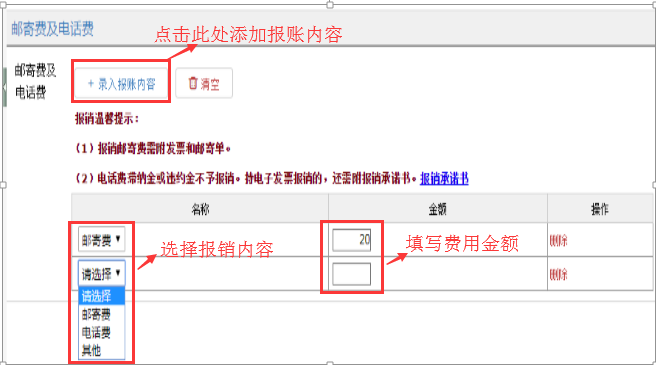 邮寄费及电话费
点击此处添加报账内容
邮寄费及
电话费
+ 录入报账内容
清空
报销温馨提示：
（1）报销邮寄费需附发票和邮寄单。
（2）电话费滞纳金或违约金不予报销。持电子发票报销的，还需附报销承诺书。报销承诺书
名称 金额 操作
邮寄费 20 删除
选择报销内容
填写费用金额
请选择 删除
请选择
邮寄费
电话费
其他